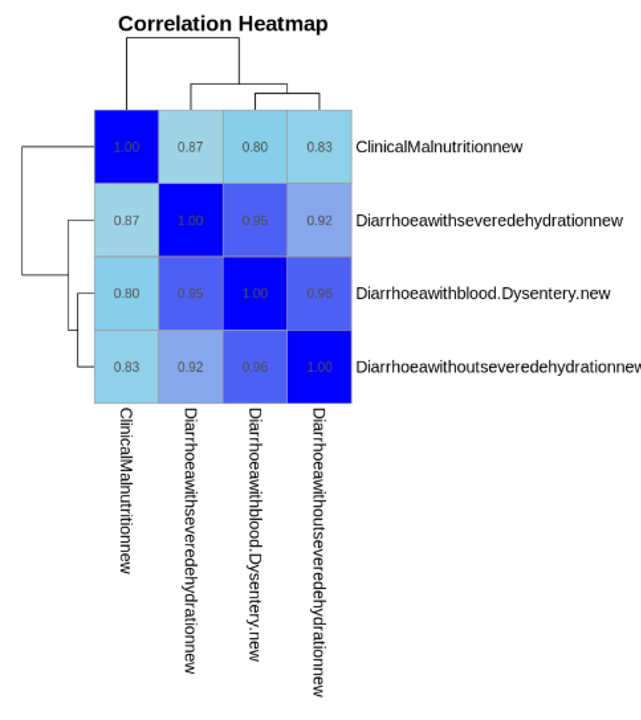 Correlation Heatmap
1.00 0.87 0.80 0.83 ClinicalMalnutritionnew
0.87 1.00 0.95 0.92 Diarrhoeawithseveredehydrationnew
0.80 0.95 1.00 0.96 Diarrhoeawithblood.Dysentery.new
0.83 0.92 0.96 1.00 Diarrhoeawithoutseveredehydrationnew
ClinicalMalnutritionnew
Diarrhoeawithseveredehydrationnew
Diarrhoeawithblood.Dysentery.new
Diarrhoeawithoutseveredehydrationnew